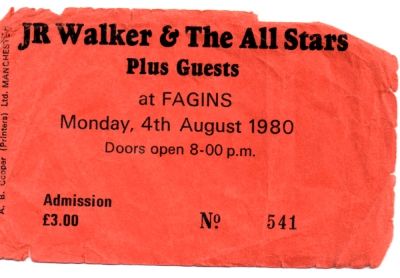 JR Walker & The All Stars
Plus Guests
at FAGINS
Monday, 4th August 1980
Doors open 8-00 p.m.
Admission
£3.00
Nº 541
A. B. Cooper (Printers) Ltd. MANCHESTER